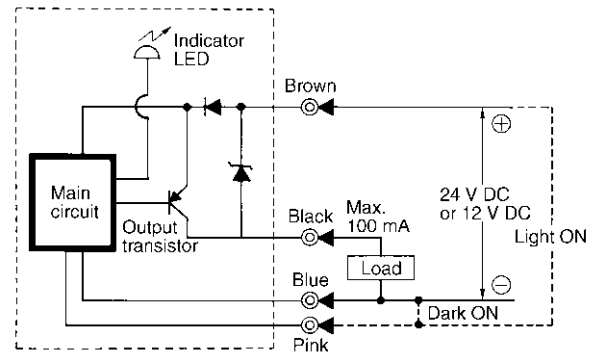 Indicator
LED
Brown
Main
circuit
Output
transistor
Black
Max.
100 mA
24 V DC
or 12 V DC
Light ON
Load
Blue
Dark ON
Pink
+
−